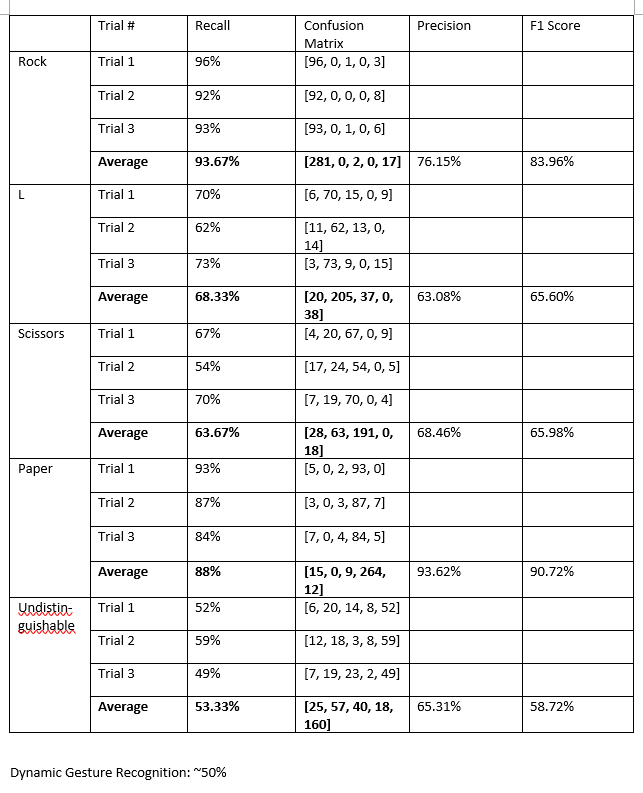 Trial # Recall Confusion Matrix Precision F1 Score
Rock Trial 1 96% [96, 0, 1, 0, 3]
Trial 2 92% [92, 0, 0, 0, 8]
Trial 3 93% [93, 0, 1, 0, 6]
Average 93.67% [281, 0, 2, 0, 17] 76.15% 83.96%
L Trial 1 70% [6, 70, 15, 0, 9]
Trial 2 62% [11, 62, 13, 0, 14]
Trial 3 73% [3, 73, 9, 0, 15]
Average 68.33% [20, 205, 37, 0, 38] 63.08% 65.60%
Scissors Trial 1 67% [4, 20, 67, 0, 9]
Trial 2 54% [17, 24, 54, 0, 5]
Trial 3 70% [7, 19, 70, 0, 4]
Average 63.67% [28, 63, 191, 0, 18] 68.46% 65.98%
Paper Trial 1 93% [5, 0, 2, 93, 0]
Trial 2 87% [3, 0, 3, 87, 7]
Trial 3 84% [7, 0, 4, 84, 5]
Average 88% [15, 0, 9, 264, 12] 93.62% 90.72%
Undistin-guishable Trial 1 52% [6, 20, 14, 8, 52]
Trial 2 59% [12, 18, 3, 8, 59]
Trial 3 49% [7, 19, 23, 2, 49]
Average 53.33% [25, 57, 40, 18, 160] 65.31% 58.72%
Dynamic Gesture Recognition: ~50%